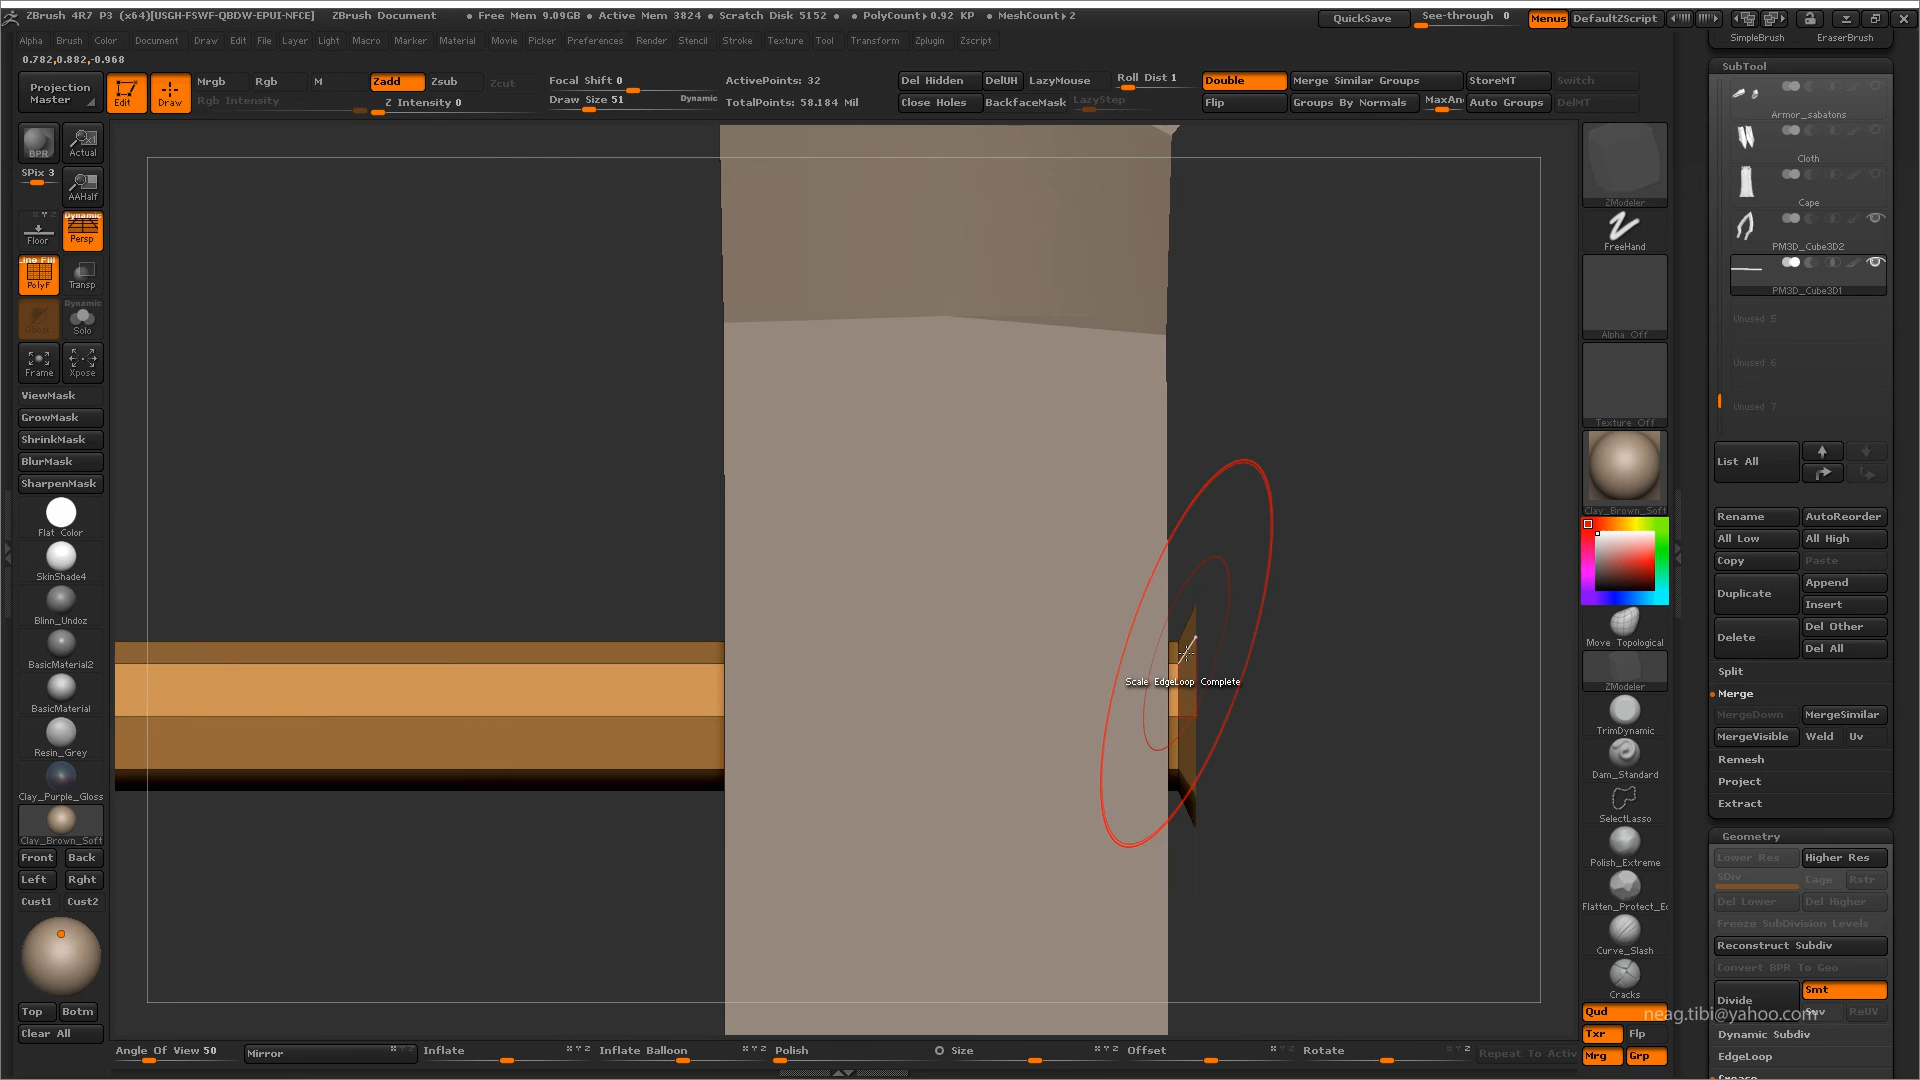 ZBrush 4R7 P3 (x64)[USGH-FSWF-QBDW-EPUI-NFCE] ZBrush Document • Free Mem 9.09GB • Active Mem 3824 • Scratch Disk 5152 • PolyCount▸0.92 KP • MeshCount▸2 QuickSave See-through 0 Menus DefaultZScript
Alpha Brush Color Document Draw Edit File Layer Light Macro Marker Material Movie Picker Preferences Render Stencil Stroke Texture Tool Transform Zplugin Zscript SimpleBrush EraserBrush
0.782,0.882,-0.968
Projection Master Edit Draw Mrgb Rgb M Zadd Zsub Zcut Focal Shift 0 ActivePoints: 32 Del Hidden DelUH LazyMouse Roll Dist 1 Double Merge Similar Groups StoreMT Switch
Rgb Intensity Z Intensity 0 Draw Size 51 Dynamic TotalPoints: 58.184 Mil Close Holes BackfaceMask LazyStep Flip Groups By Normals MaxAn Auto Groups DelMT
BPR Actual
SPix 3 AAHalf
Floor Dynamic Persp
Line Fill PolyF Transp
Ghost Dynamic Solo
Frame Xpose
ViewMask
GrowMask
ShrinkMask
BlurMask
SharpenMask
Flat Color
SkinShade4
Blinn_Undoz
BasicMaterial2
BasicMaterial
Resin_Grey
Clay_Purple_Gloss
Clay_Brown_Soft
Front Back
Left Rght
Cust1 Cust2
Top Botm
Clear All
Scale EdgeLoop Complete
Angle Of View 50 Mirror Inflate Inflate Balloon Polish Size Offset Rotate Repeat To Activ
ZModeler
FreeHand
Alpha Off
Texture Off
Clay_Brown_Soft
Move Topological
ZModeler
TrimDynamic
Dam_Standard
SelectLasso
Polish_Extreme
Flatten_Protect_Ed
Curve_Slash
Cracks
Qud
Txr Flp
Mrg Grp
SubTool
Armor_sabatons
Cloth
Cape
PM3D_Cube3D2
PM3D_Cube3D1
Unused 5
Unused 6
Unused 7
List All
Rename AutoReorder
All Low All High
Copy Paste
Duplicate Append
Insert
Delete Del Other
Del All
Split
Merge
MergeDown MergeSimilar
MergeVisible Weld Uv
Remesh
Project
Extract
Geometry
Lower Res Higher Res
SDiv Cage Rstr
Del Lower Del Higher
Freeze SubDivision Levels
Reconstruct Subdiv
Convert BPR To Geo
Divide Smt
Suv ReUV
neag.tibi@yahoo.com
Dynamic Subdiv
EdgeLoop
Crease